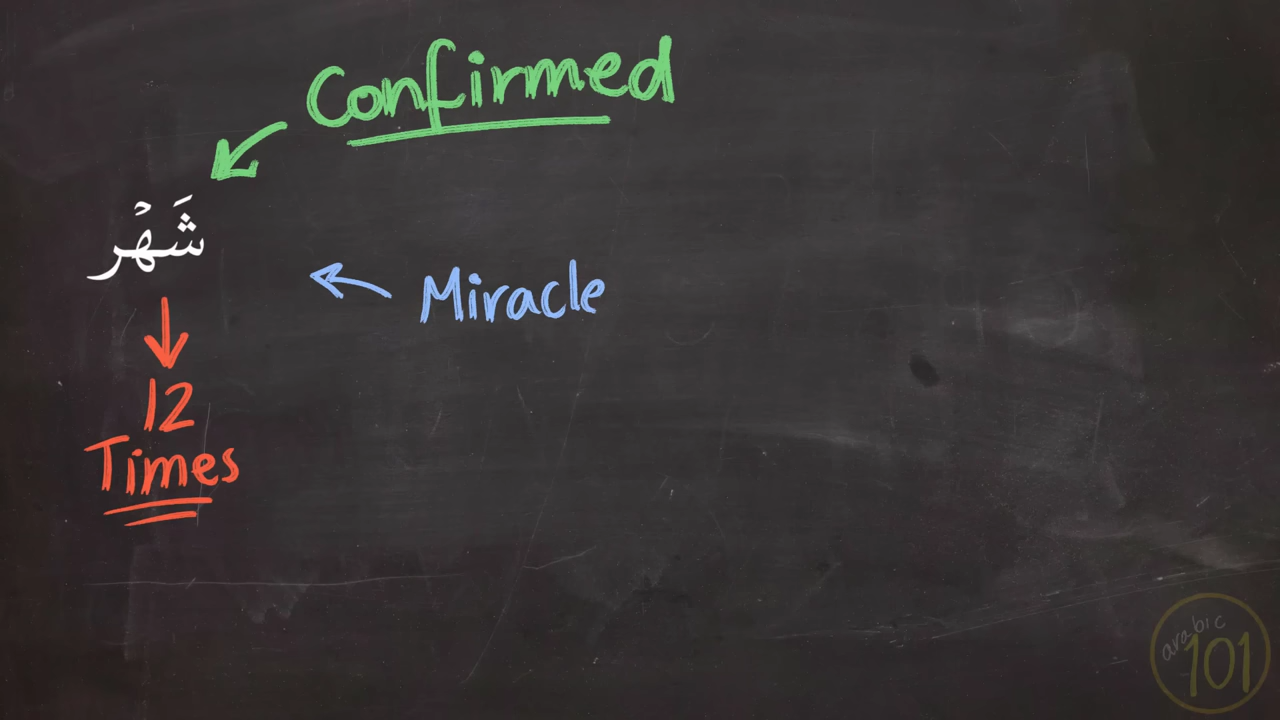 Confirmed
شَهۡر
Miracle
12
Times
arabic
101